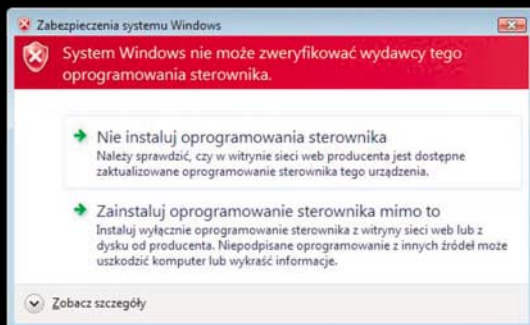 Zabezpieczenia systemu Windows
System Windows nie może zweryfikować wydawcy tego
oprogramowania sterownika.
Nie instaluj oprogramowania sterownika
Należy sprawdzić, czy w witrynie sieci web producenta jest dostępne
zaktualizowane oprogramowanie sterownika tego urządzenia.
Zainstaluj oprogramowanie sterownika mimo to
Instaluj wyłącznie oprogramowanie sterownika z witryny sieci web lub z
dysku od producenta. Niepodpisane oprogramowanie z innych źródeł może
uszkodzić komputer lub wykraść informacje.
Zobacz szczegóły